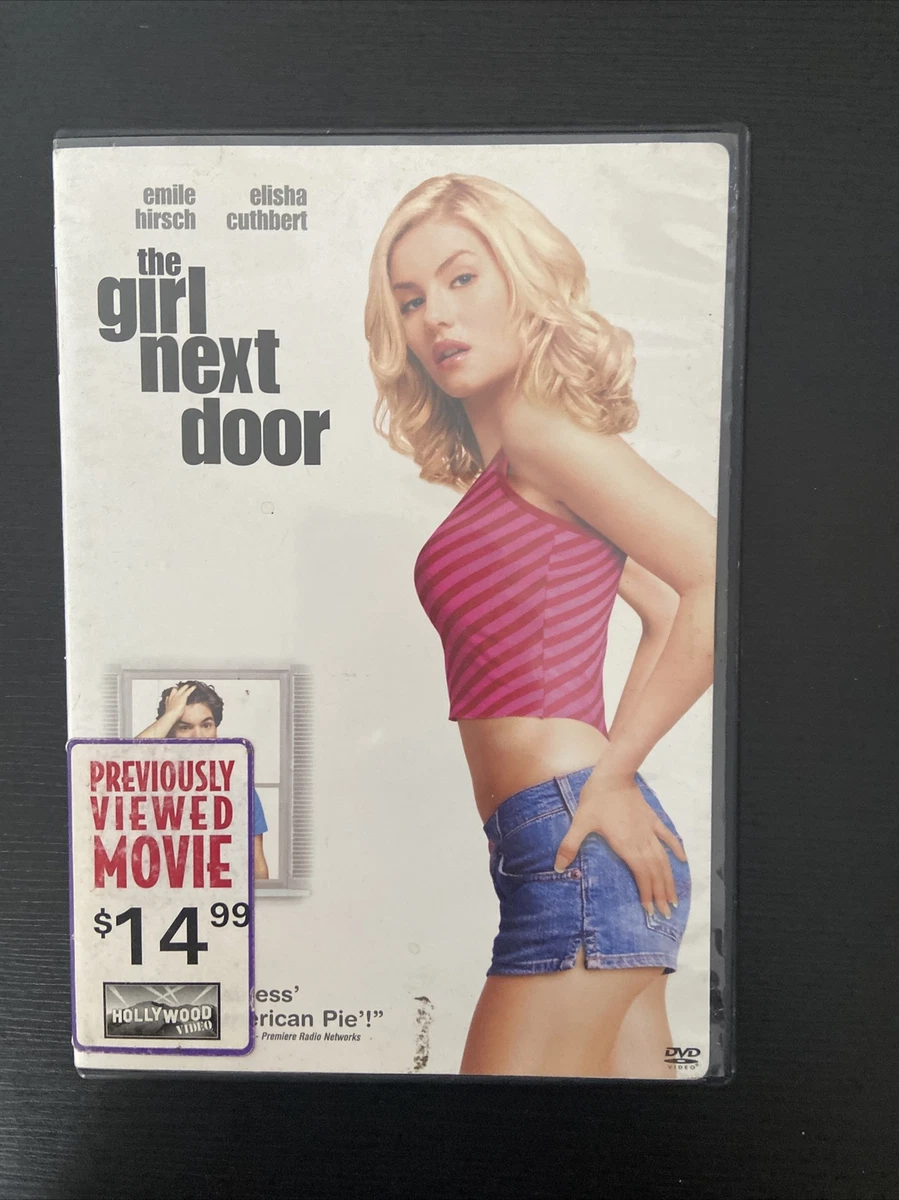 emile
hirsch
elisha
cuthbert
the
girl
next
door
PREVIOUSLY
VIEWED
MOVIE
$14.99
HOLLYWOOD
VIDEO
Pie'!”
- Premiere Radio Networks
DVD
VIDEO